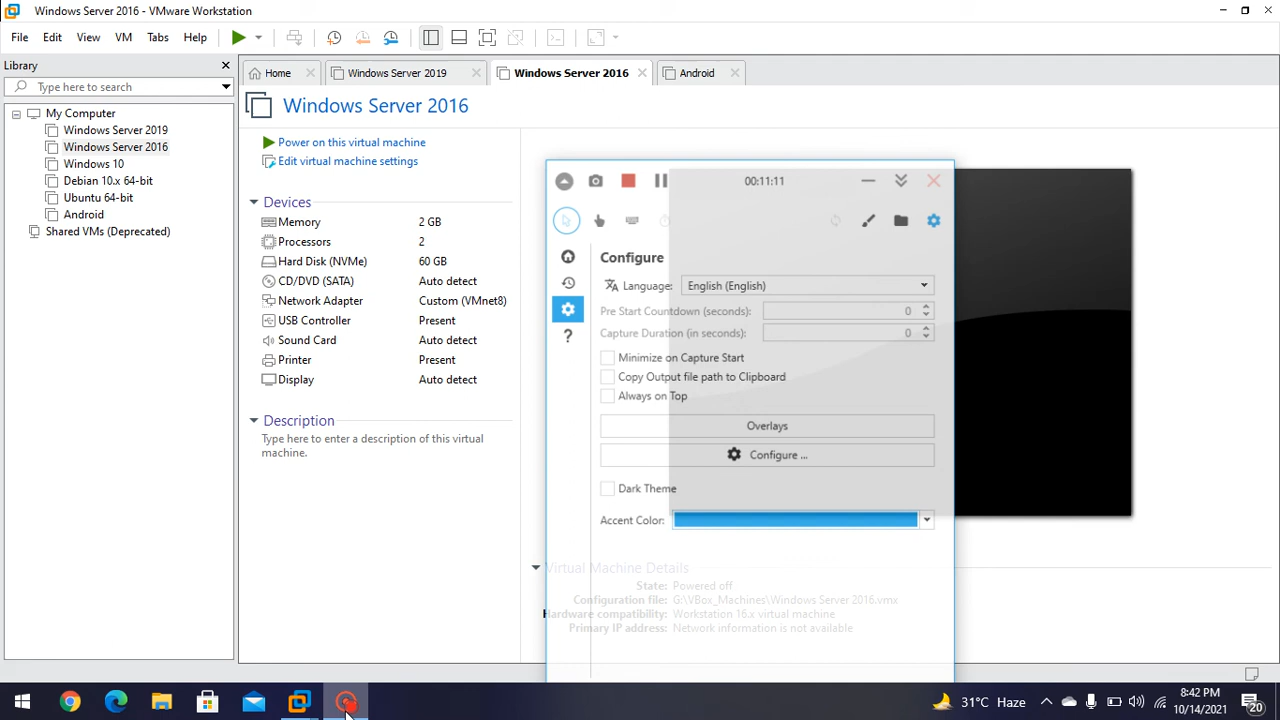 Windows Server 2016 - VMware Workstation
File Edit View VM Tabs Help
Library
Type here to search
My Computer
Windows Server 2019
Windows Server 2016
Windows 10
Debian 10.x 64-bit
Ubuntu 64-bit
Android
Shared VMs (Deprecated)
Home
Windows Server 2019
Windows Server 2016
Android
Windows Server 2016
Power on this virtual machine
Edit virtual machine settings
Devices
Memory 2 GB
Processors 2
Hard Disk (NVMe) 60 GB
CD/DVD (SATA) Auto detect
Network Adapter Custom (VMnet8)
USB Controller Present
Sound Card Auto detect
Printer Present
Display Auto detect
Description
Type here to enter a description of this virtual
machine.
00:11:11
Configure
Language: English (English)
Pre Start Countdown (seconds): 0
Capture Duration (in seconds): 0
Minimize on Capture Start
Copy Output file path to Clipboard
Always on Top
Overlays
Configure ...
Dark Theme
Accent Color:
Virtual Machine Details
State: Powered off
Configuration file: G:\VBox_Machines\Windows Server 2016.vmx
Hardware compatibility: Workstation 16.x virtual machine
Primary IP address: Network information is not available
31°C Haze
8:42 PM
10/14/2021
20